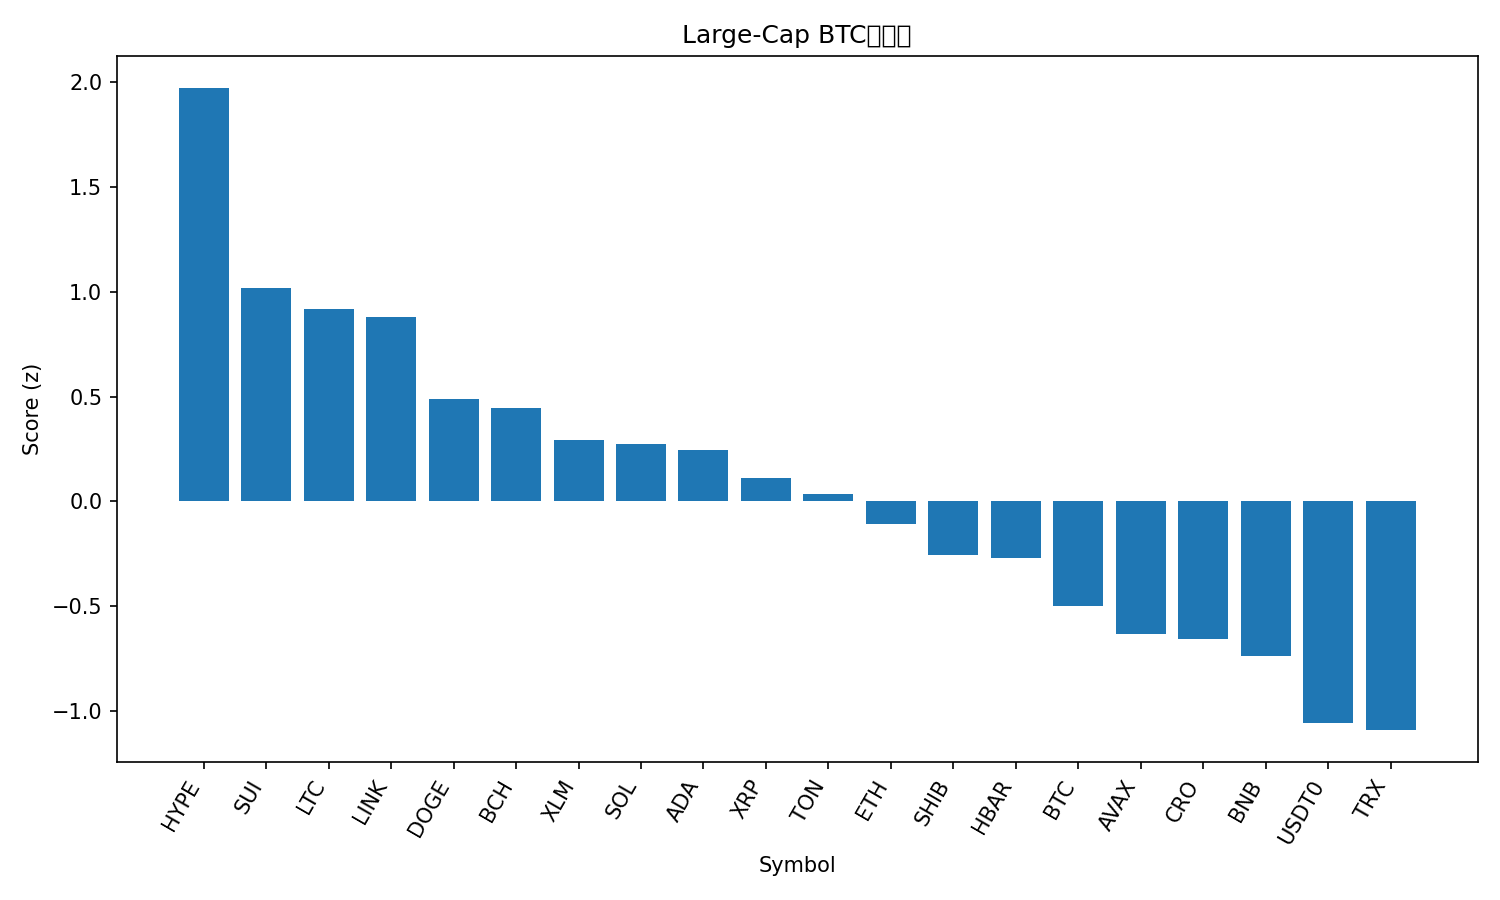 Large-Cap BTC
2.0
1.5
1.0
0.5
0.0
−0.5
−1.0
Score (z)
HYPE
SUI
LTC
LINK
DOGE
BCH
XLM
SOL
ADA
XRP
TON
ETH
SHIB
HBAR
BTC
AVAX
CRO
BNB
USDT0
TRX
Symbol